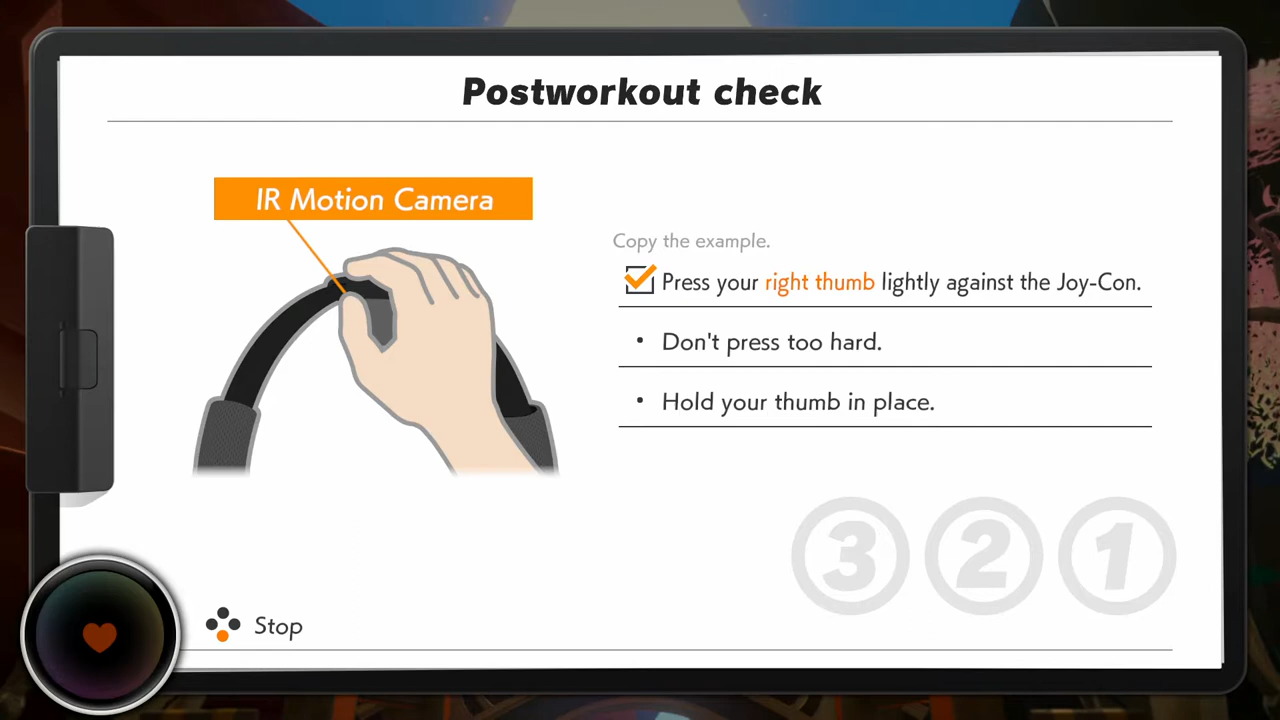 Postworkout check
IR Motion Camera
Copy the example.
Press your right thumb lightly against the Joy-Con.
• Don't press too hard.
• Hold your thumb in place.
3 2 1
Stop